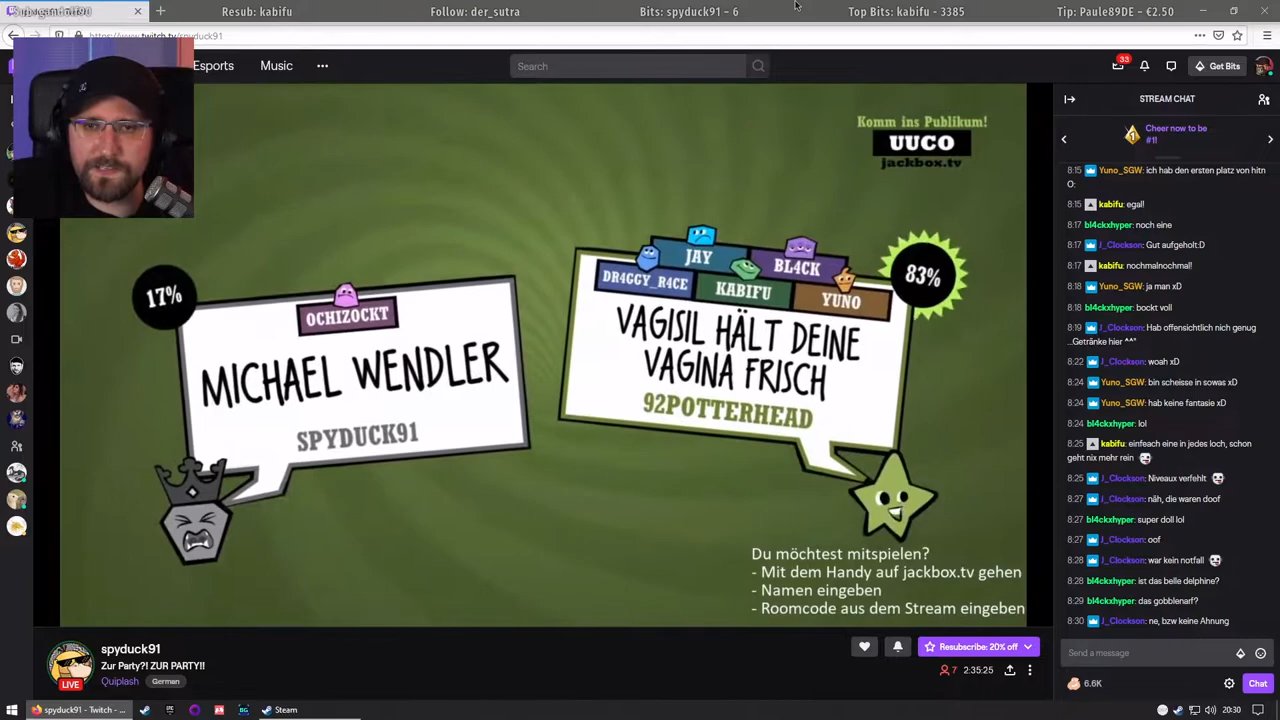 Resub: kabifu
Follow: der_sutra
Bits: spyduck91 - 6
Top Bits: kabifu - 3385
Tip: Paule89DE - €2.50
https://www.twitch.tv/spyduck91
Esports
Music
Search
33
Get Bits
STREAM CHAT
Cheer now to be
#1!
Komm ins Publikum!
UUCO
jackbox.tv
17%
OCHIZOCKT
MICHAEL WENDLER
SPYDUCK91
JAY
BL4CK
DR4GGY_R4CE
KABIFU
YUNO
83%
VAGISIL HÄLT DEINE
VAGINA FRISCH
92POTTERHEAD
Du möchtest mitspielen?
- Mit dem Handy auf jackbox.tv gehen
- Namen eingeben
- Roomcode aus dem Stream eingeben
8:15 Yuno_SGW: ich hab den ersten platz von hitn
O:
8:15 kabifu: egal!
8:17 bl4ckxhyper: noch eine
8:17 J_Clockson: Gut aufgeholt:D
8:17 kabifu: nochmalnochmal!
8:18 Yuno_SGW: ja man xD
8:18 bl4ckxhyper: bockt voll
8:19 J_Clockson: Hab offensichtlich nich genug
..Getränke hier ^^"
8:22 J_Clockson: woah xD
8:24 Yuno_SGW: bin scheisse in sowas xD
8:24 Yuno_SGW: hab keine fantasie xD
8:24 bl4ckxhyper: lol
8:25 kabifu: einfeach eine in jedes loch, schon
geht nix mehr rein
8:25 J_Clockson: Niveaux verfehlt
8:27 J_Clockson: näh, die waren doof
8:27 bl4ckxhyper: super doll lol
8:27 J_Clockson: oof
8:28 J_Clockson: war kein notfall
8:28 bl4ckxhyper: ist das belle delphine?
8:29 bl4ckxhyper: das gobblenarf?
8:30 J_Clockson: ne, bzw keine Ahnung
Send a message
6.6K
Chat
spyduck91
Zur Party?! ZUR PARTY!!
Quiplash
German
LIVE
Resubscribe: 20% off
7
2:35:25
spyduck91 - Twitch - ...
Steam
20:30